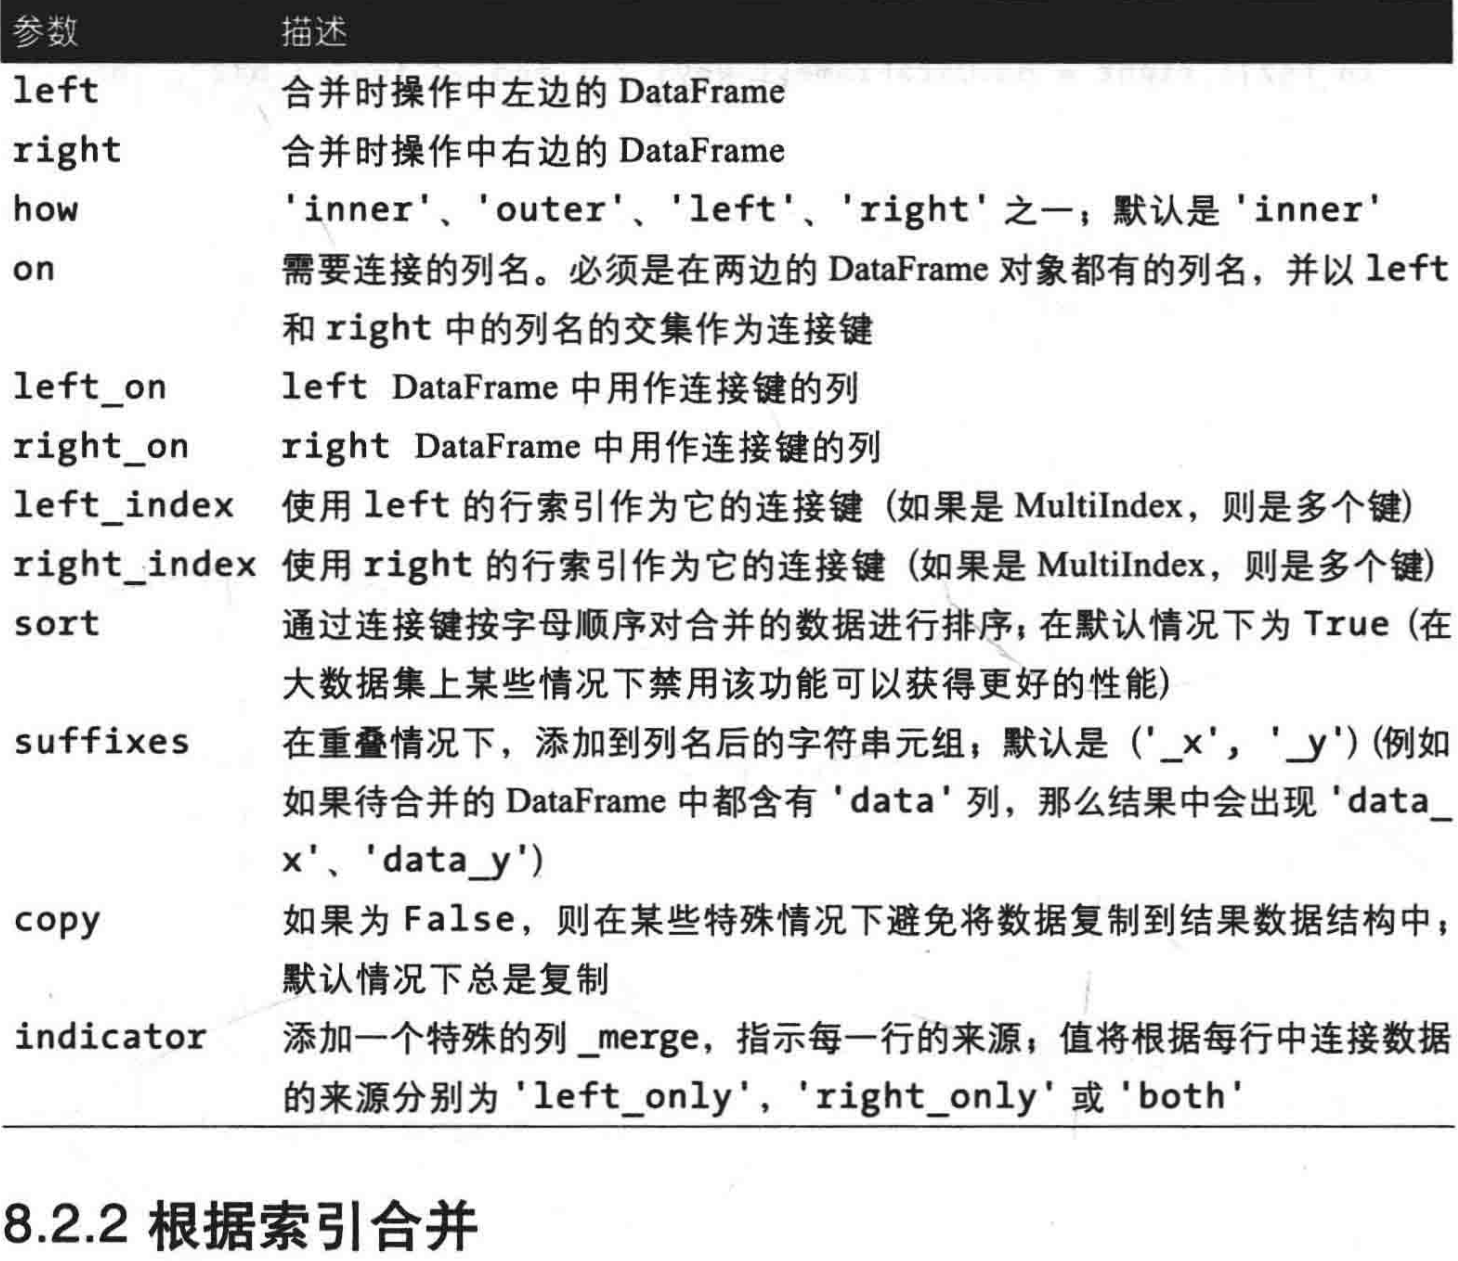 参数 描述
left 合并时操作中左边的 DataFrame
right 合并时操作中右边的 DataFrame
how 'inner'、'outer'、'left'、'right' 之一；默认是 'inner'
on 需要连接的列名。必须是在两边的 DataFrame 对象都有的列名，并以 left
和 right 中的列名的交集作为连接键
left_on left DataFrame 中用作连接键的列
right_on right DataFrame 中用作连接键的列
left_index 使用 left 的行索引作为它的连接键 (如果是 MultiIndex，则是多个键)
right_index 使用 right 的行索引作为它的连接键 (如果是 MultiIndex，则是多个键)
sort 通过连接键按字母顺序对合并的数据进行排序；在默认情况下为 True (在
大数据集上某些情况下禁用该功能可以获得更好的性能)
suffixes 在重叠情况下，添加到列名后的字符串元组；默认是 ('_x', '_y') (例如
如果待合并的 DataFrame 中都含有 'data' 列，那么结果中会出现 'data_
x'、'data_y')
copy 如果为 False，则在某些特殊情况下避免将数据复制到结果数据结构中；
默认情况下总是复制
indicator 添加一个特殊的列 _merge，指示每一行的来源；值将根据每行中连接数据
的来源分别为 'left_only'，'right_only' 或 'both'
8.2.2 根据索引合并